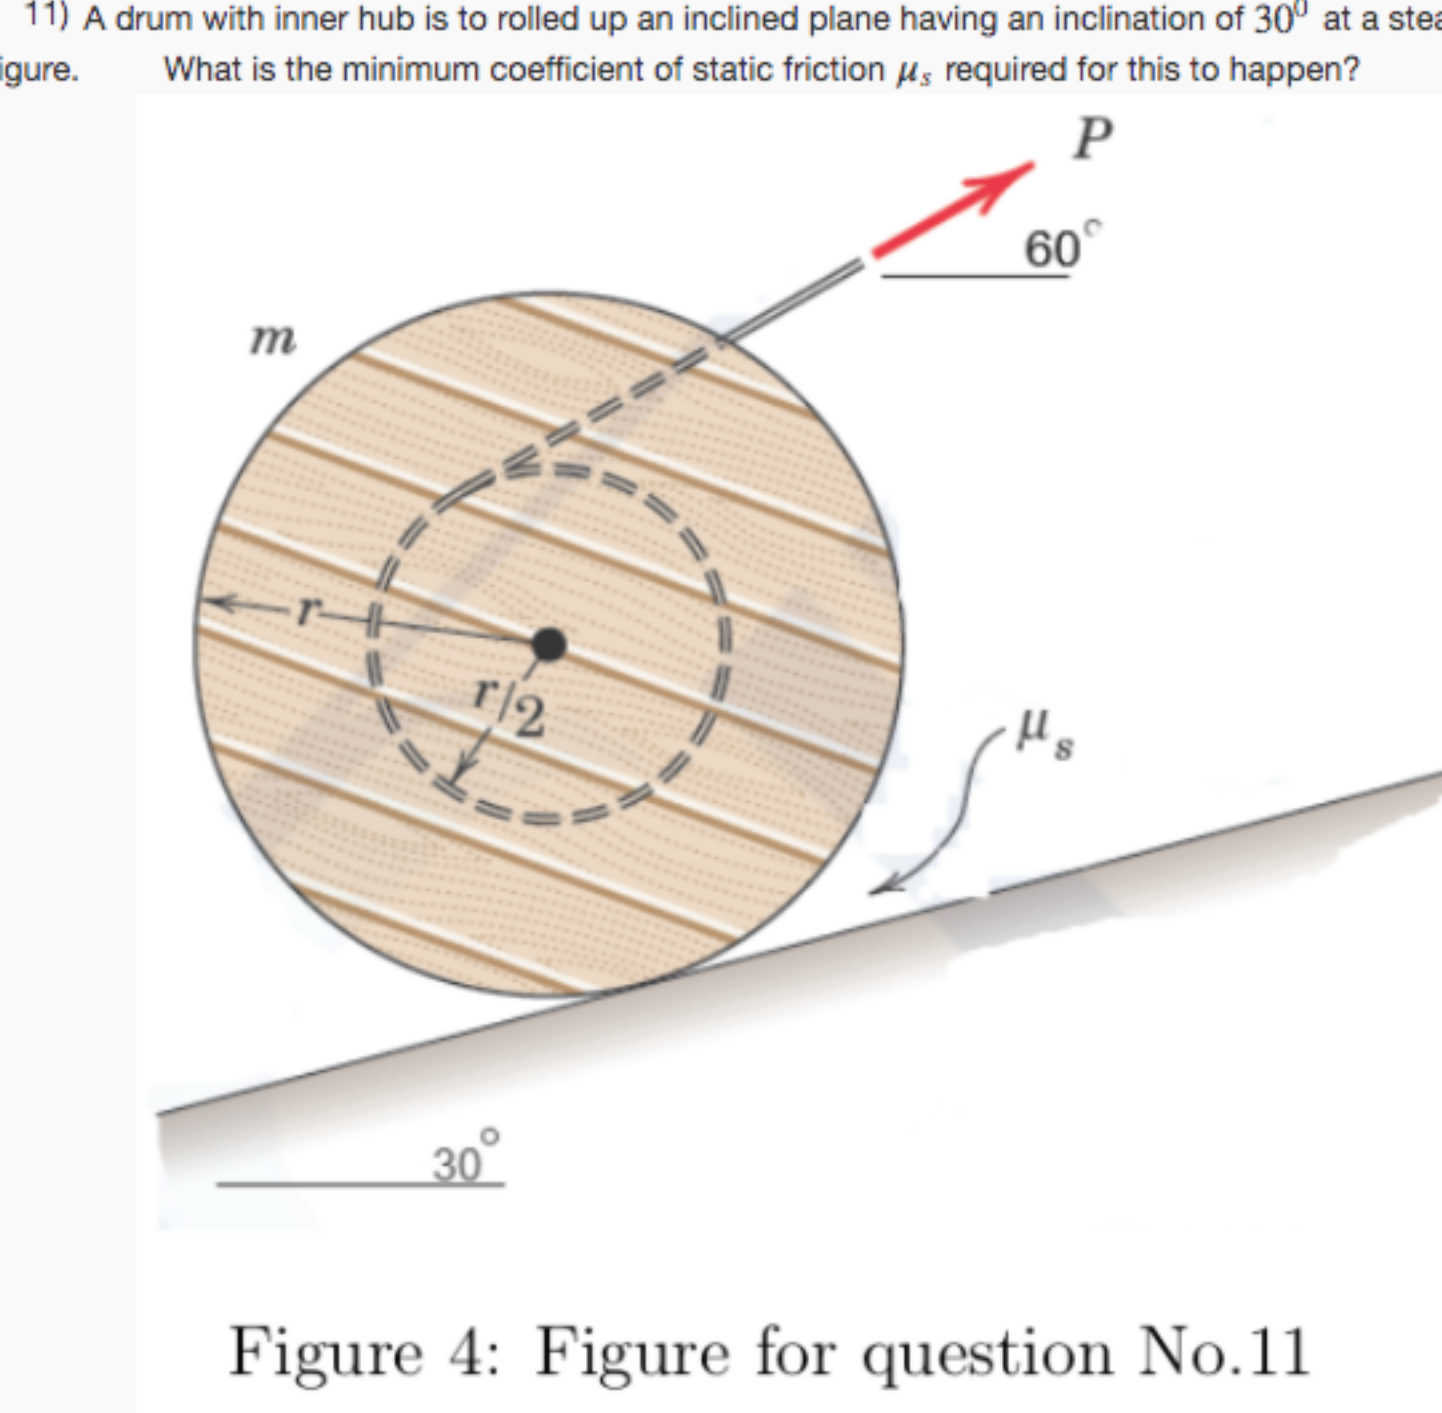 11) A drum with inner hub is to rolled up an inclined plane having an inclination of 30⁰ at a stea
igure. What is the minimum coefficient of static friction μₛ required for this to happen?
P
60°
m
r
r/2
μₛ
30°
Figure 4: Figure for question No.11